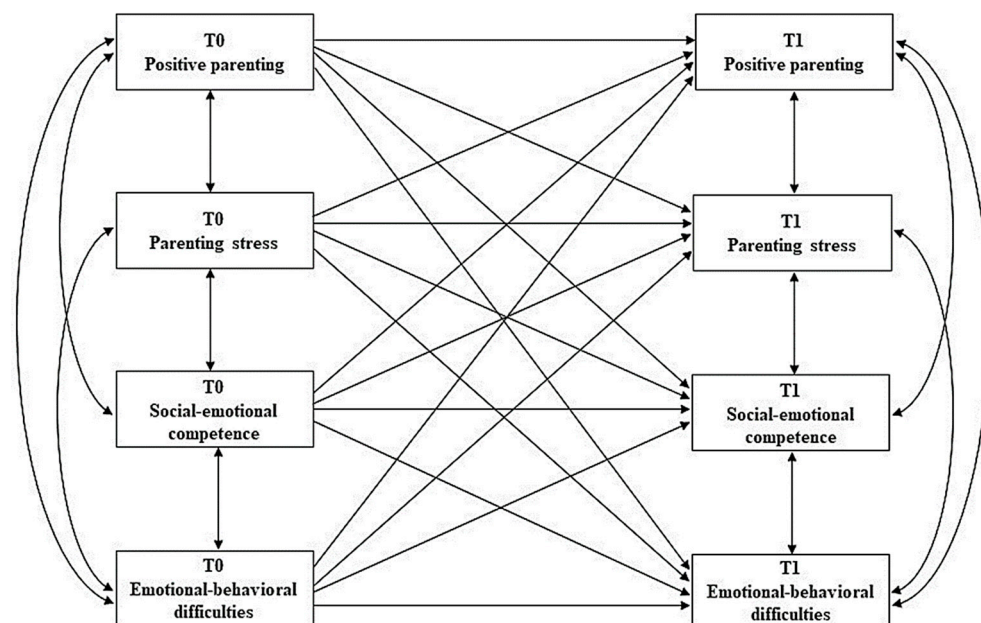 T0
Positive parenting
T1
Positive parenting
T0
Parenting stress
T1
Parenting stress
T0
Social-emotional
competence
T1
Social-emotional
competence
T0
Emotional-behavioral
difficulties
T1
Emotional-behavioral
difficulties